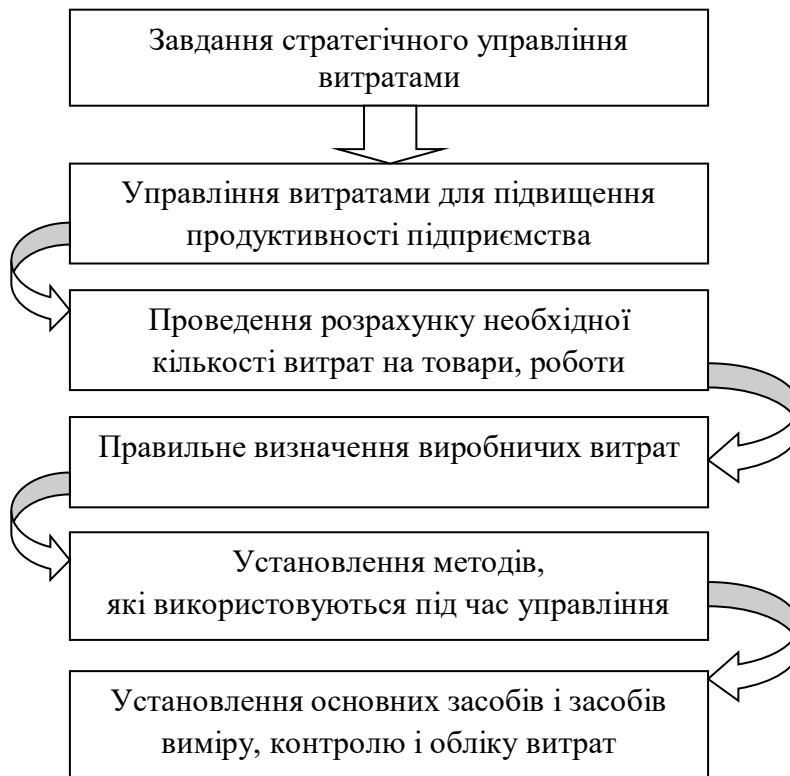 Завдання стратегічного управління
витратами
Управління витратами для підвищення
продуктивності підприємства
Проведення розрахунку необхідної
кількості витрат на товари, роботи
Правильне визначення виробничих витрат
Установлення методів,
які використовуються під час управління
Установлення основних засобів і засобів
виміру, контролю і обліку витрат